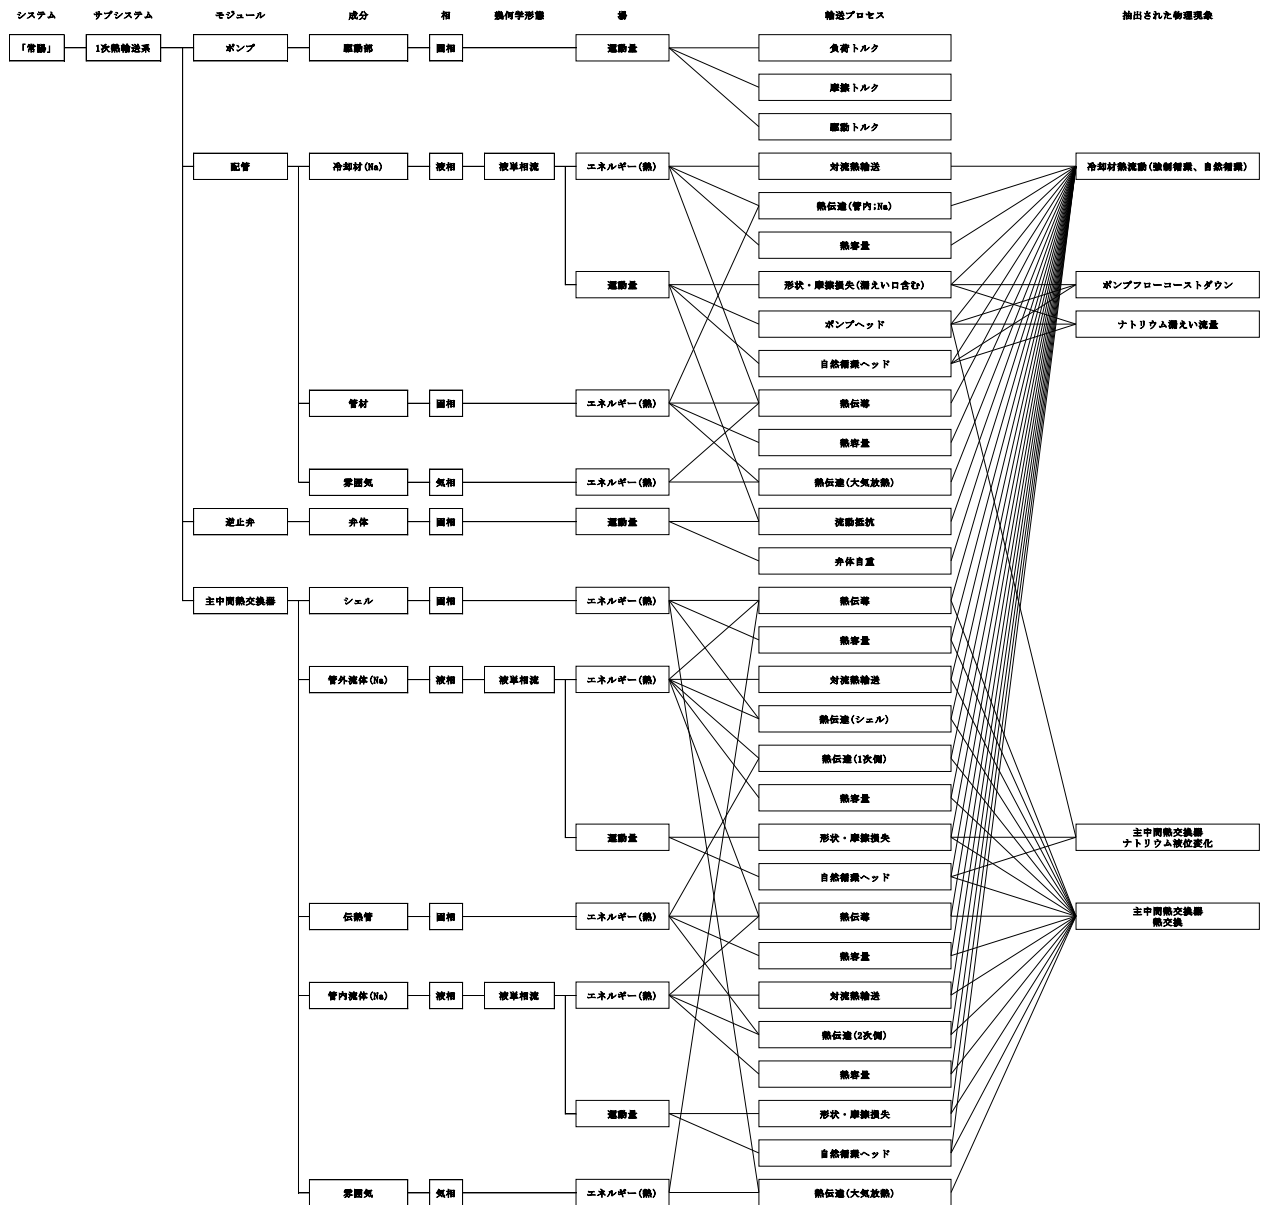 システム サブシステム モジュール 成分 相 幾何学形態 場 輸送プロセス 抽出された物理現象
「常陽」 1次熱輸送系 ポンプ 駆動部 固相 運動量 負荷トルク
摩擦トルク
駆動トルク
配管 冷却材(Na) 液相 液単相流 エネルギー(熱) 対流熱輸送 冷却材熱流動(強制循環、自然循環)
熱伝達(管内;Na)
熱容量
運動量 形状・摩擦損失(漏えい口含む) ポンプフローコーストダウン
ポンプヘッド ナトリウム漏えい流量
自然循環ヘッド
管材 固相 エネルギー(熱) 熱伝導
熱容量
雰囲気 気相 エネルギー(熱) 熱伝達(大気放熱)
逆止弁 弁体 固相 運動量 流動抵抗
弁体自重
主中間熱交換器 シェル 固相 エネルギー(熱) 熱伝導
熱容量
管外流体(Na) 液相 液単相流 エネルギー(熱) 対流熱輸送
熱伝達(シェル)
熱伝達(1次側)
熱容量
運動量 形状・摩擦損失 主中間熱交換器
ナトリウム液位変化
自然循環ヘッド
伝熱管 固相 エネルギー(熱) 熱伝導 主中間熱交換器
熱交換
熱容量
管内流体(Na) 液相 液単相流 エネルギー(熱) 対流熱輸送
熱伝達(2次側)
熱容量
運動量 形状・摩擦損失
自然循環ヘッド
雰囲気 気相 エネルギー(熱) 熱伝達(大気放熱)